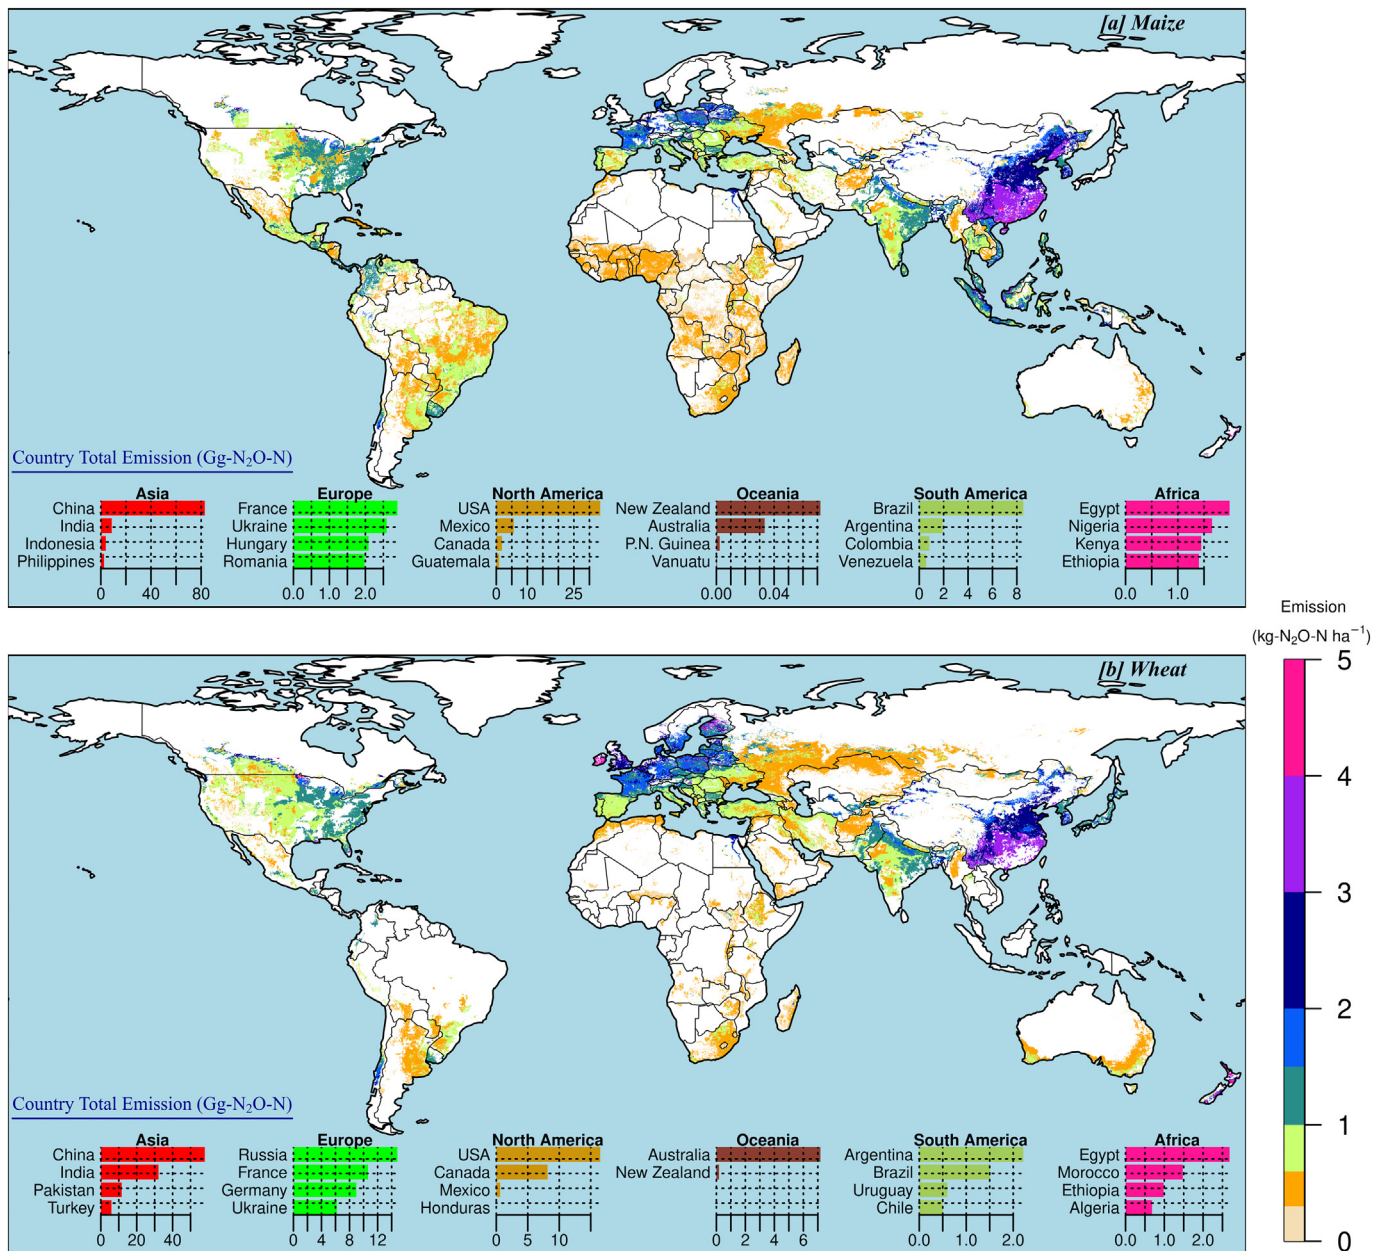 [a] Maize
Country Total Emission (Gg-N₂O-N)
Asia
China
India
Indonesia
Philippines
0 40 80
Europe
France
Ukraine
Hungary
Romania
0.0 1.0 2.0
North America
USA
Mexico
Canada
Guatemala
0 10 25
Oceania
New Zealand
Australia
P.N. Guinea
Vanuatu
0.00 0.04
South America
Brazil
Argentina
Colombia
Venezuela
0 2 4 6 8
Africa
Egypt
Nigeria
Kenya
Ethiopia
0.0 1.0
Emission
(kg-N₂O-N ha⁻¹)
5
4
3
2
1
0
[b] Wheat
Country Total Emission (Gg-N₂O-N)
Asia
China
India
Pakistan
Turkey
0 20 40
Europe
Russia
France
Germany
Ukraine
0 4 8 12
North America
USA
Canada
Mexico
Honduras
0 5 10
Oceania
Australia
New Zealand
0 2 4 6
South America
Argentina
Brazil
Uruguay
Chile
0.0 1.0 2.0
Africa
Egypt
Morocco
Ethiopia
Algeria
0.0 1.0 2.0